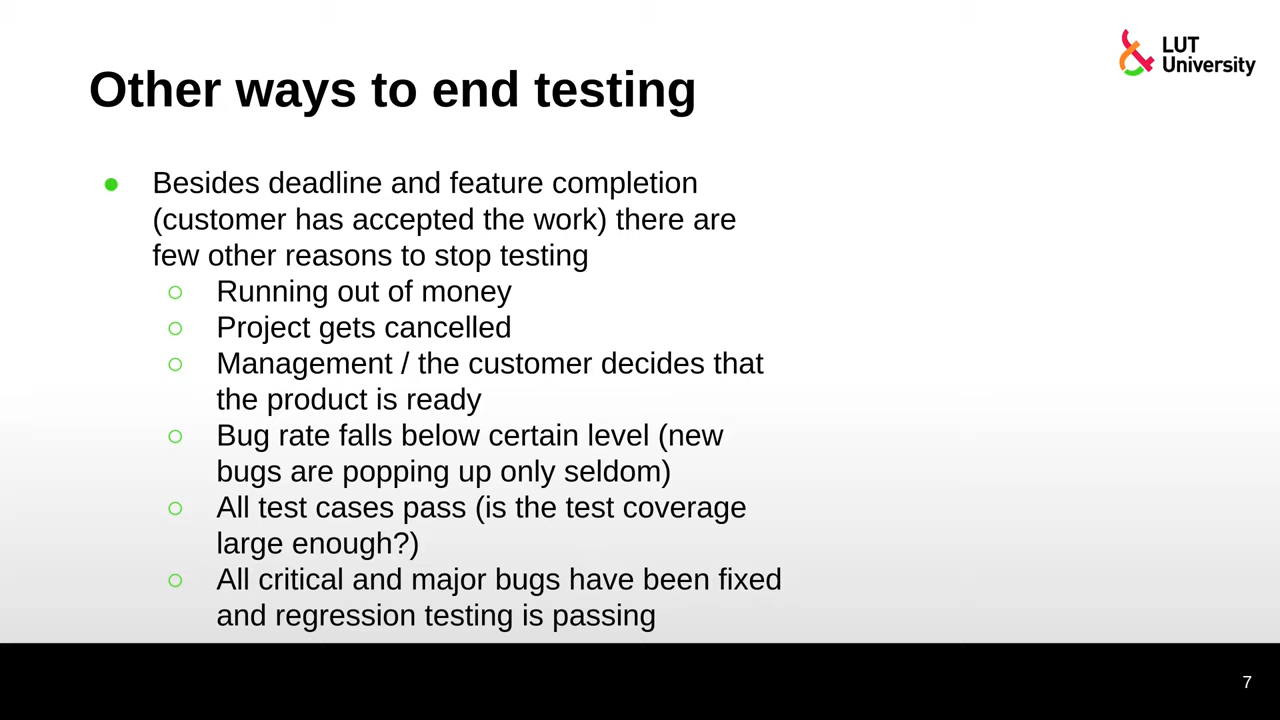 LUT
University
Other ways to end testing
● Besides deadline and feature completion
(customer has accepted the work) there are
few other reasons to stop testing
○ Running out of money
○ Project gets cancelled
○ Management / the customer decides that
the product is ready
○ Bug rate falls below certain level (new
bugs are popping up only seldom)
○ All test cases pass (is the test coverage
large enough?)
○ All critical and major bugs have been fixed
and regression testing is passing
7